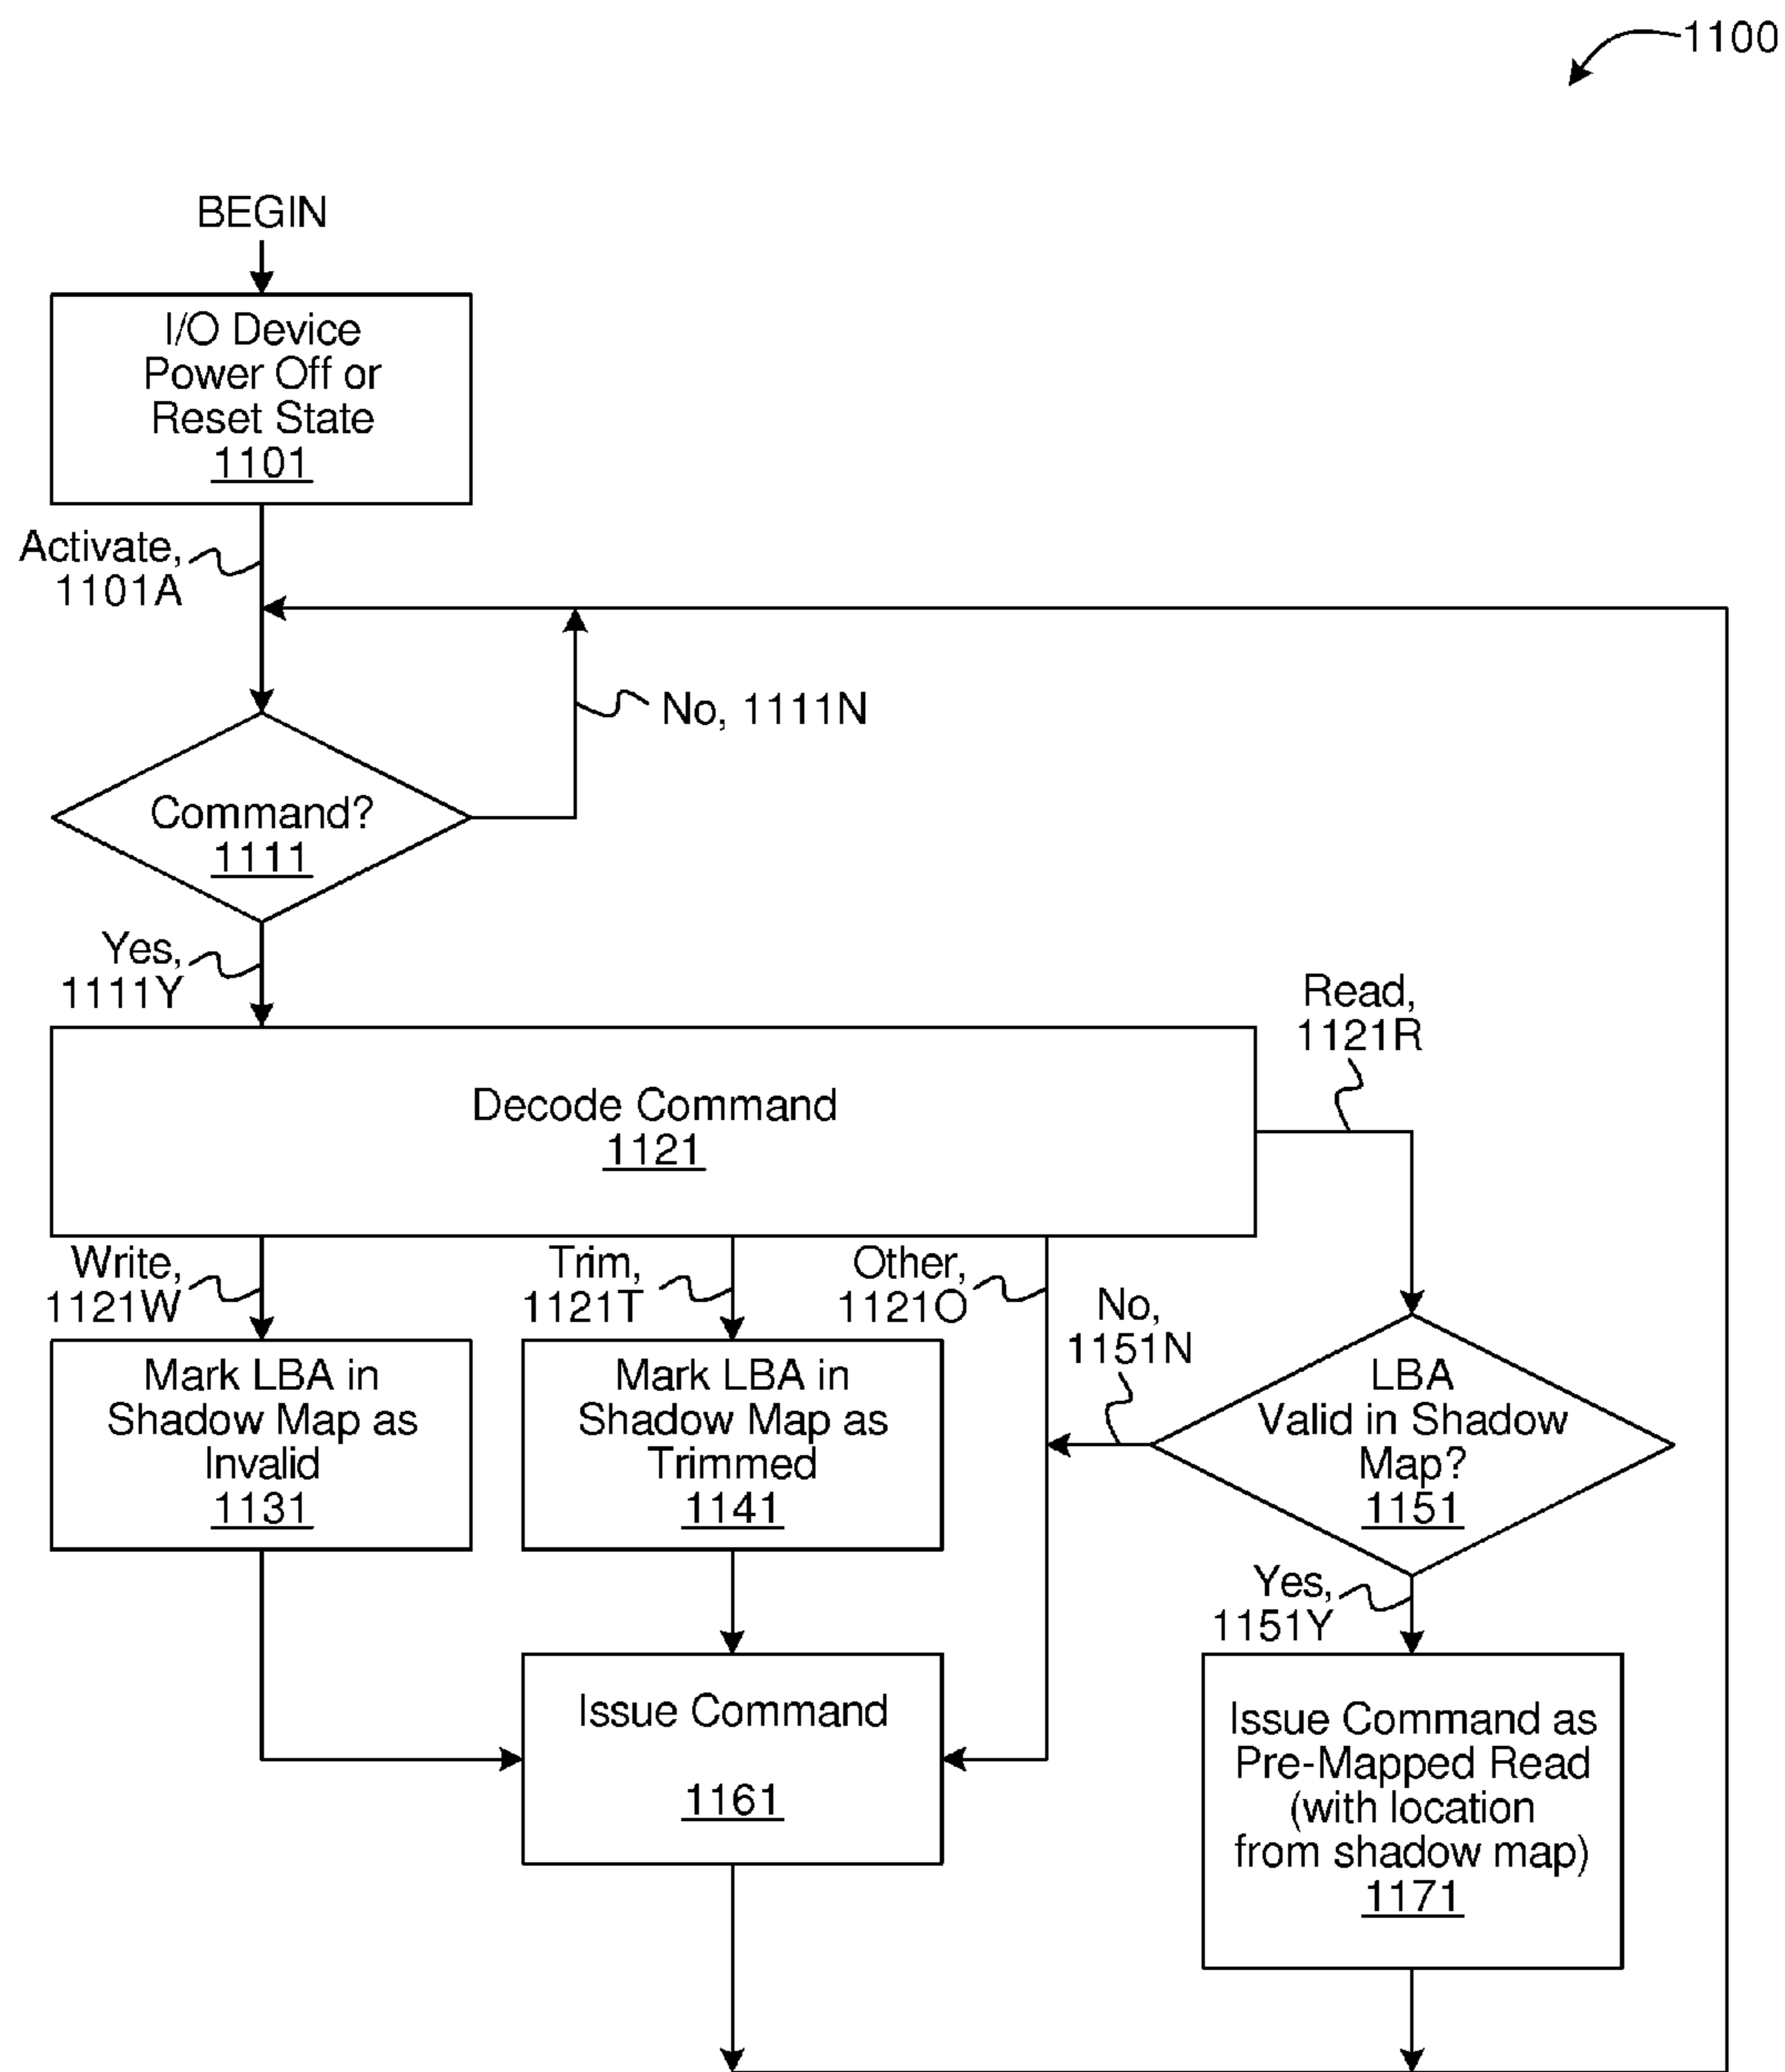 1100
BEGIN
I/O Device
Power Off or
Reset State
1101
Activate,
1101A
No, 1111N
Command?
1111
Yes,
1111Y
Read,
1121R
Decode Command
1121
Write,
1121W
Trim,
1121T
Other,
1121O
No,
1151N
Mark LBA in
Shadow Map as
Invalid
1131
Mark LBA in
Shadow Map as
Trimmed
1141
LBA
Valid in Shadow
Map?
1151
Yes,
1151Y
Issue Command
1161
Issue Command as
Pre-Mapped Read
(with location
from shadow map)
1171